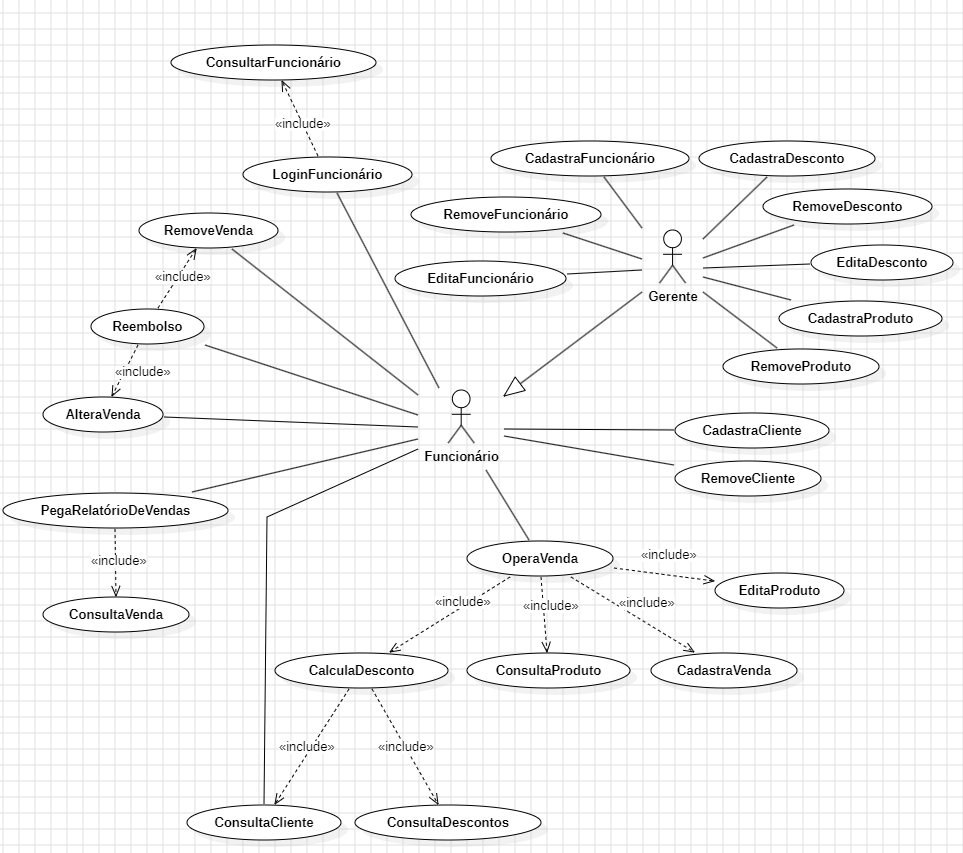 ConsultarFuncionário
«include»
LoginFuncionário
CadastraFuncionário
CadastraDesconto
RemoveFuncionário
RemoveDesconto
RemoveVenda
EditaFuncionário
EditaDesconto
«include»
Gerente
CadastraProduto
Reembolso
RemoveProduto
«include»
AlteraVenda
CadastraCliente
Funcionário
RemoveCliente
PegaRelatórioDeVendas
«include»
OperaVenda
«include»
EditaProduto
ConsultaVenda
«include»
«include»
«include»
CalculaDesconto
ConsultaProduto
CadastraVenda
«include»
«include»
ConsultaCliente
ConsultaDescontos